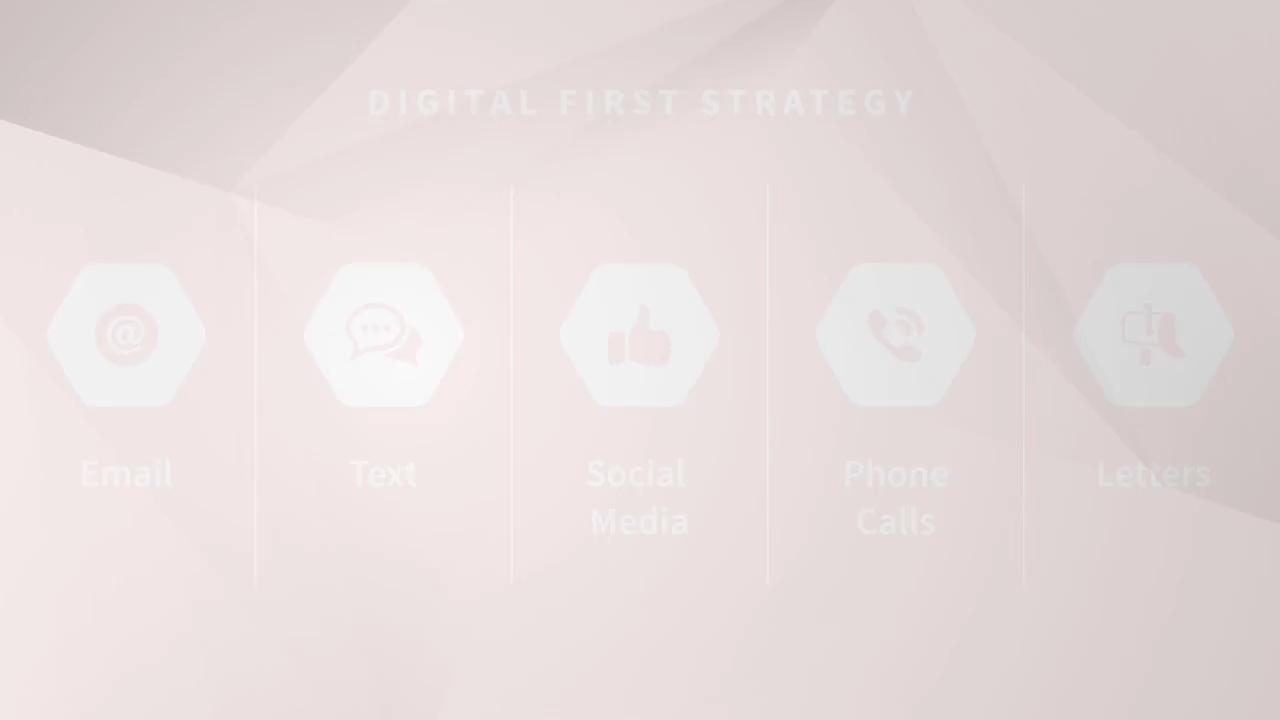 DIGITAL FIRST STRATEGY
Email
Text
Social
Media
Phone
Calls
Letters